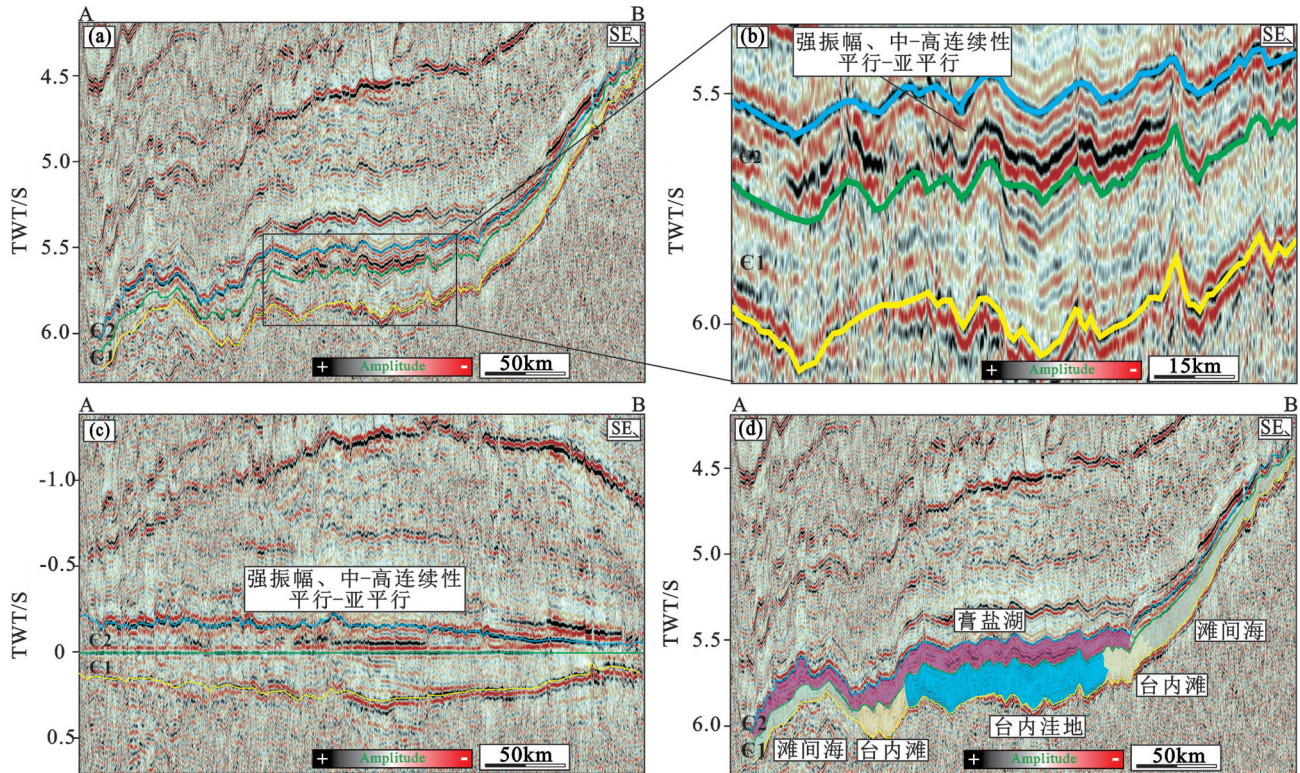 A
B
(a)
SE
4.5
5.0
5.5
6.0
TWT/S
Є2
Є1
+
Amplitude
-
50km
(b)
SE
强振幅、中-高连续性
平行-亚平行
5.5
6.0
TWT/S
Є2
Є1
+
Amplitude
-
15km
A
B
(c)
SE
-1.0
-0.5
0
0.5
TWT/S
强振幅、中-高连续性
平行-亚平行
Є2
Є1
+
Amplitude
-
50km
A
B
(d)
SE
4.5
5.0
5.5
6.0
TWT/S
膏盐湖
滩间海
台内滩
台内洼地
Є2
Є1
滩间海
台内滩
+
Amplitude
-
50km